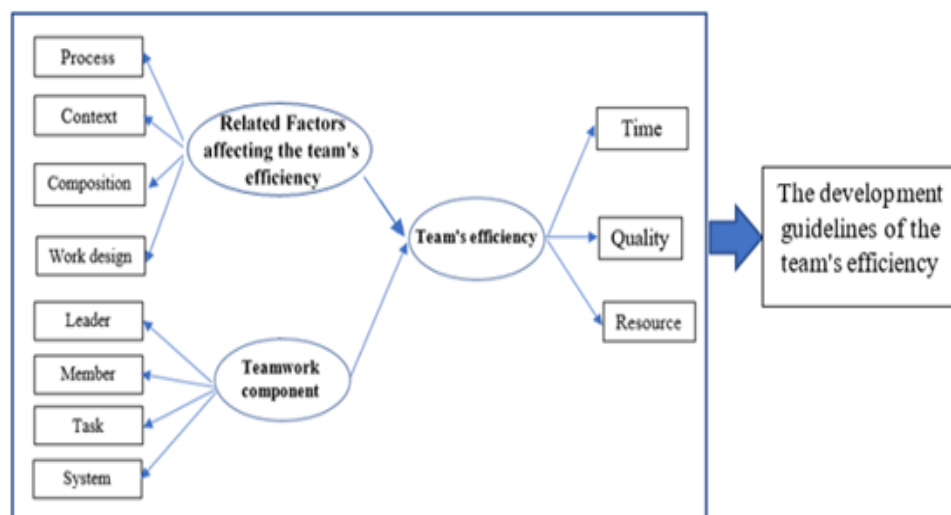 Process
Context
Composition
Work design
Leader
Member
Task
System
Related Factors
affecting the team's
efficiency
Teamwork
component
Team's efficiency
Time
Quality
Resource
The development
guidelines of the
team's efficiency